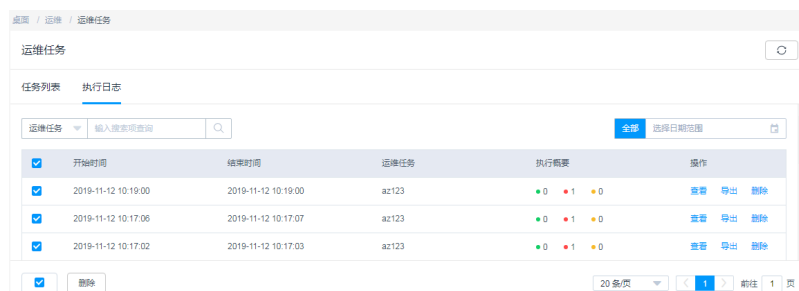 桌面 / 运维 / 运维任务
运维任务
任务列表 执行日志
运维任务 输入搜索项查询 全部 选择日期范围
开始时间 结束时间 运维任务 执行概要 操作
2019-11-12 10:19:00 2019-11-12 10:19:00 az123 0 1 0 查看 导出 删除
2019-11-12 10:17:06 2019-11-12 10:17:07 az123 0 1 0 查看 导出 删除
2019-11-12 10:17:02 2019-11-12 10:17:03 az123 0 1 0 查看 导出 删除
删除 20 条/页 1 前往 1 页